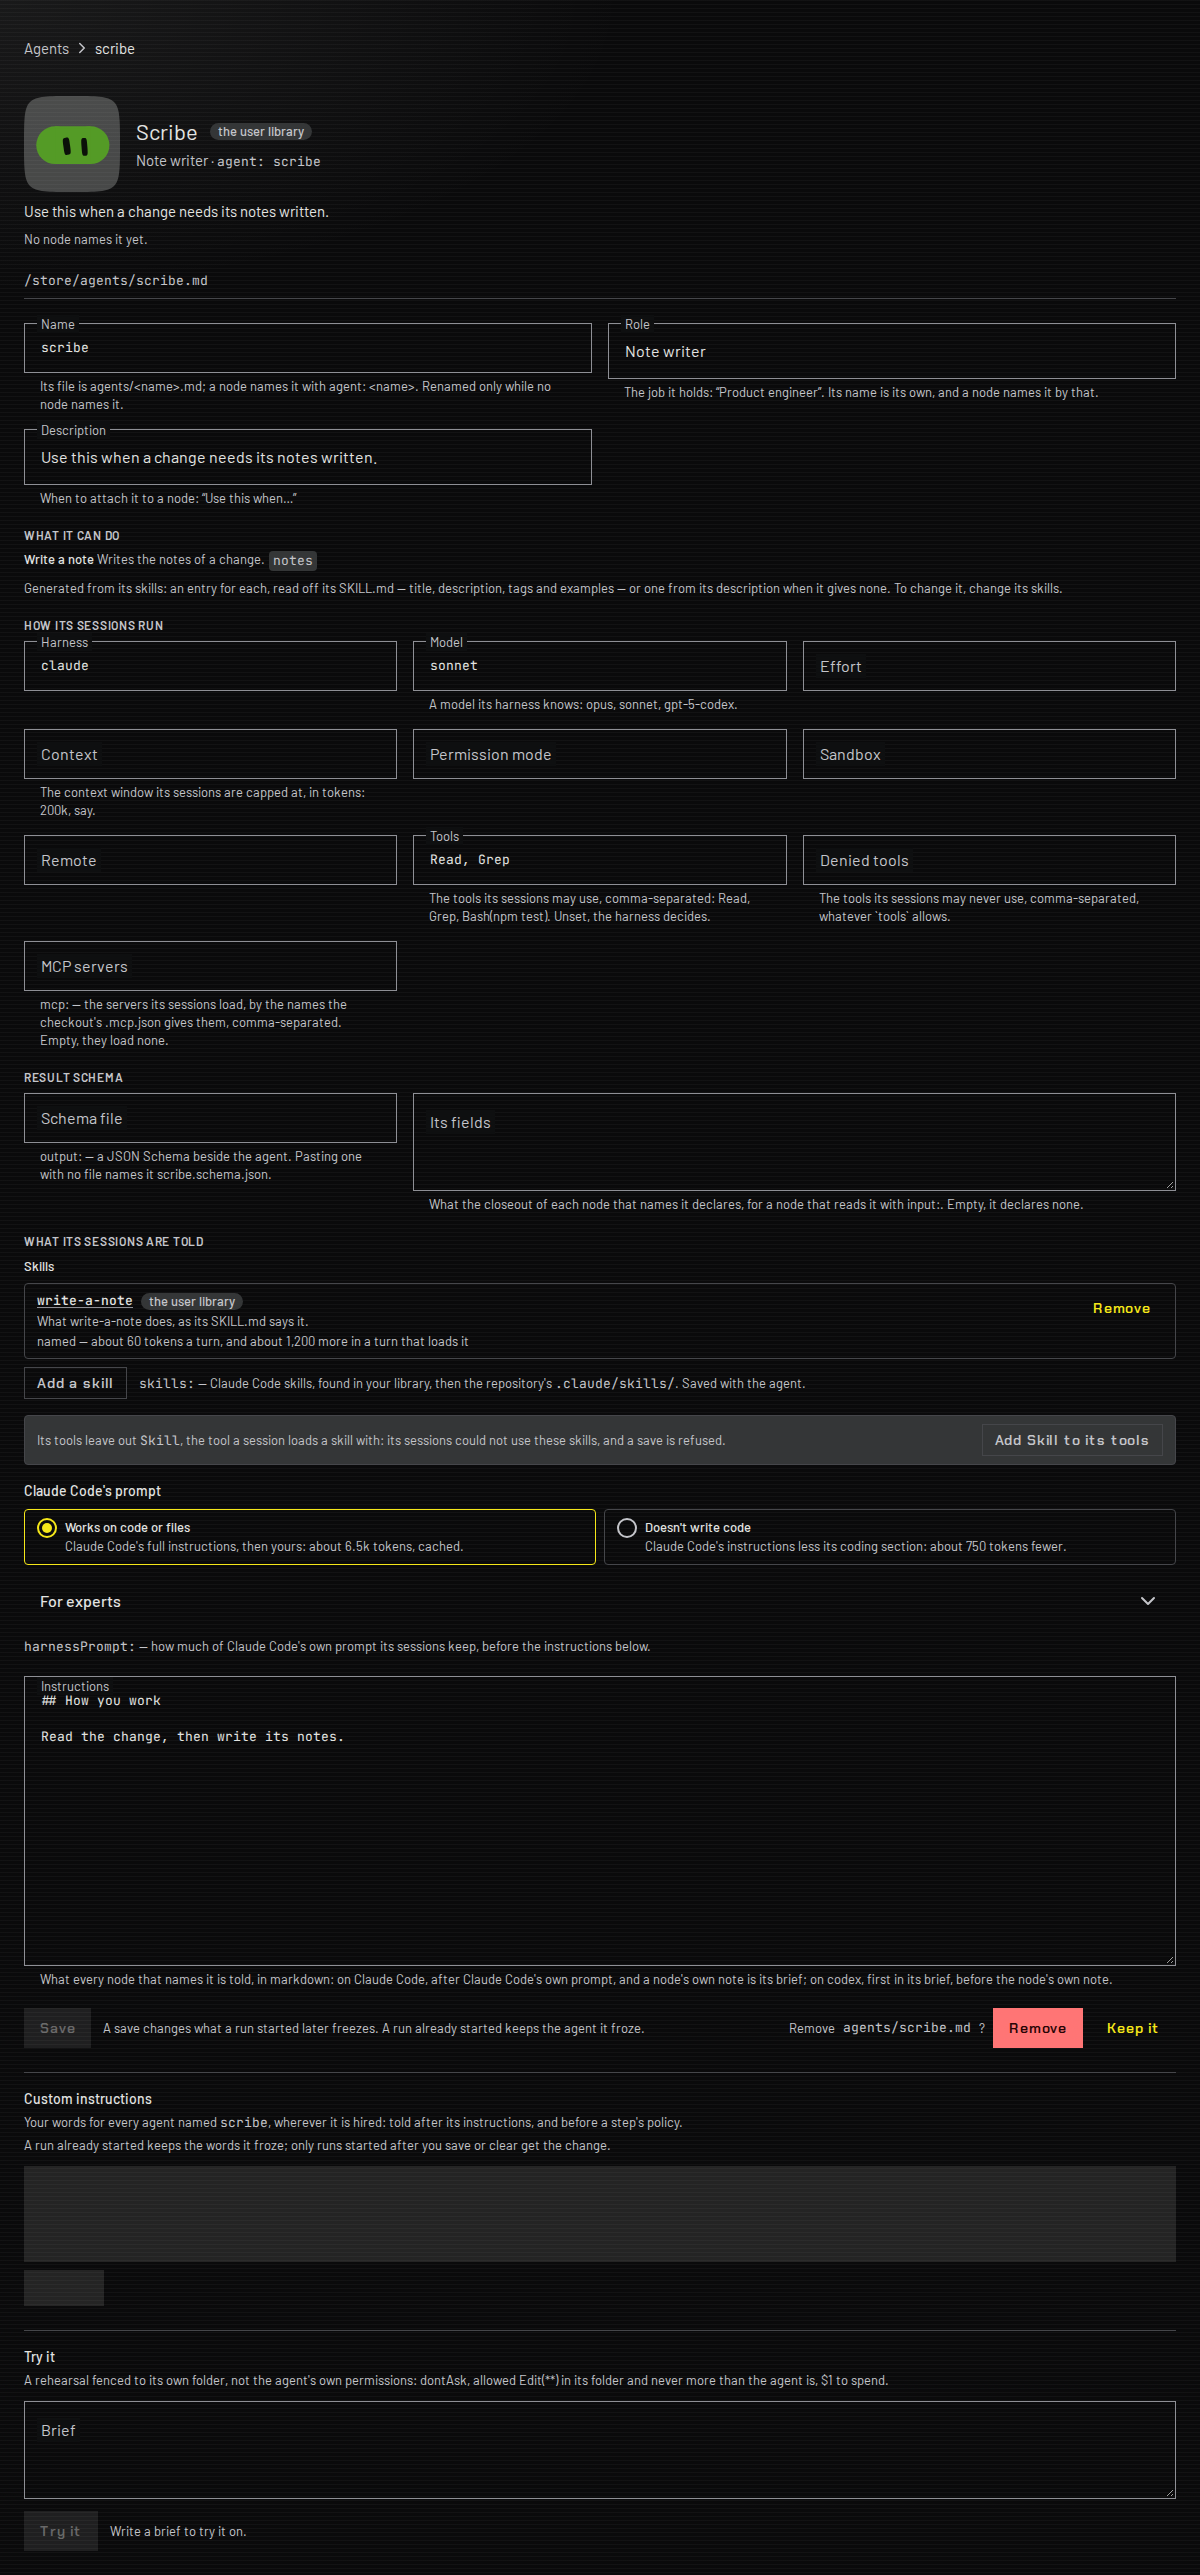 Agents > scribe
Scribe the user library
Note writer · agent: scribe
Use this when a change needs its notes written.
No node names it yet.
/store/agents/scribe.md
Name
scribe
Its file is agents/<name>.md; a node names it with agent: <name>. Renamed only while no
node names it.
Role
Note writer
The job it holds: “Product engineer”. Its name is its own, and a node names it by that.
Description
Use this when a change needs its notes written.
When to attach it to a node: “Use this when…”
WHAT IT CAN DO
Write a note Writes the notes of a change. notes
Generated from its skills: an entry for each, read off its SKILL.md — title, description, tags and examples — or one from its description when it gives none. To change it, change its skills.
HOW ITS SESSIONS RUN
Harness
claude
Model
sonnet
A model its harness knows: opus, sonnet, gpt-5-codex.
Effort
Context
The context window its sessions are capped at, in tokens:
200k, say.
Permission mode
Sandbox
Remote
Tools
Read, Grep
The tools its sessions may use, comma-separated: Read,
Grep, Bash(npm test). Unset, the harness decides.
Denied tools
The tools its sessions may never use, comma-separated,
whatever `tools` allows.
MCP servers
mcp: — the servers its sessions load, by the names the
checkout's .mcp.json gives them, comma-separated.
Empty, they load none.
RESULT SCHEMA
Schema file
output: — a JSON Schema beside the agent. Pasting one
with no file names it scribe.schema.json.
Its fields
What the closeout of each node that names it declares, for a node that reads it with input:. Empty, it declares none.
WHAT ITS SESSIONS ARE TOLD
Skills
write-a-note the user library
What write-a-note does, as its SKILL.md says it.
named — about 60 tokens a turn, and about 1,200 more in a turn that loads it
Remove
Add a skill skills: — Claude Code skills, found in your library, then the repository's .claude/skills/. Saved with the agent.
Its tools leave out Skill, the tool a session loads a skill with: its sessions could not use these skills, and a save is refused. Add Skill to its tools
Claude Code's prompt
Works on code or files
Claude Code's full instructions, then yours: about 6.5k tokens, cached.
Doesn't write code
Claude Code's instructions less its coding section: about 750 tokens fewer.
For experts
harnessPrompt: — how much of Claude Code's own prompt its sessions keep, before the instructions below.
Instructions
## How you work
Read the change, then write its notes.
What every node that names it is told, in markdown: on Claude Code, after Claude Code's own prompt, and a node's own note is its brief; on codex, first in its brief, before the node's own note.
Save A save changes what a run started later freezes. A run already started keeps the agent it froze. Remove agents/scribe.md ? Remove Keep it
Custom instructions
Your words for every agent named scribe, wherever it is hired: told after its instructions, and before a step's policy.
A run already started keeps the words it froze; only runs started after you save or clear get the change.
Try it
A rehearsal fenced to its own folder, not the agent's own permissions: dontAsk, allowed Edit(**) in its folder and never more than the agent is, $1 to spend.
Brief
Try it Write a brief to try it on.